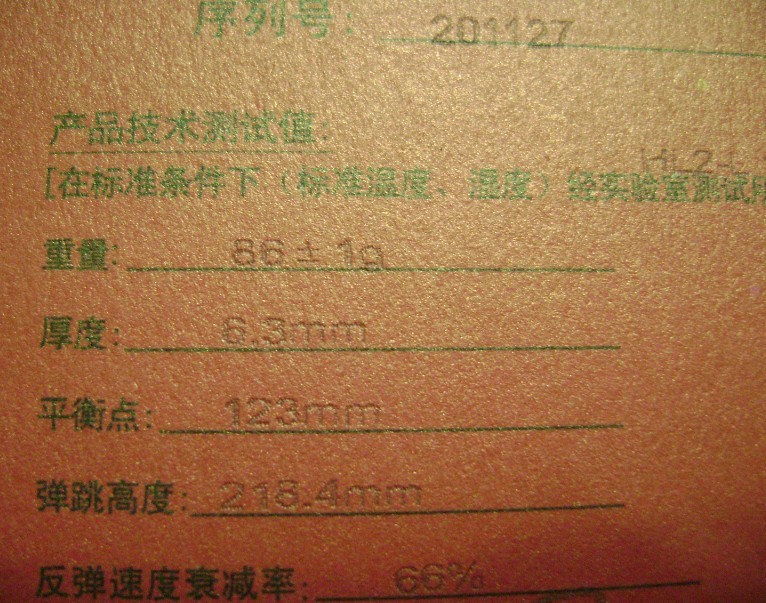 序列号: 201127
产品技术测试值:
[在标准条件下(标准温度、湿度)经实验室测试
重量: 86±1g
厚度: 6.3mm
平衡点: 123mm
弹跳高度: 216.4mm
反弹速度衰减率: 66%